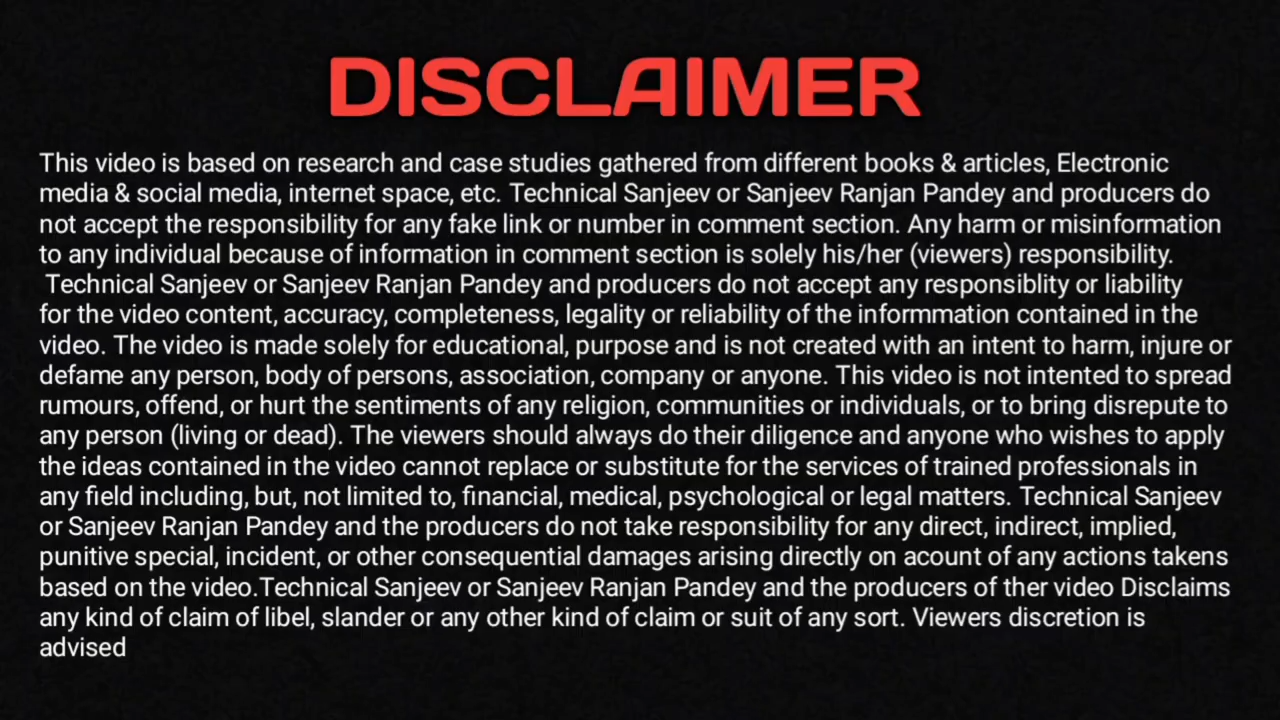 DISCLAIMER
This video is based on research and case studies gathered from different books & articles, Electronic
media & social media, internet space, etc. Technical Sanjeev or Sanjeev Ranjan Pandey and producers do
not accept the responsibility for any fake link or number in comment section. Any harm or misinformation
to any individual because of information in comment section is solely his/her (viewers) responsibility.
Technical Sanjeev or Sanjeev Ranjan Pandey and producers do not accept any responsiblity or liability
for the video content, accuracy, completeness, legality or reliability of the informmation contained in the
video. The video is made solely for educational, purpose and is not created with an intent to harm, injure or
defame any person, body of persons, association, company or anyone. This video is not intented to spread
rumours, offend, or hurt the sentiments of any religion, communities or individuals, or to bring disrepute to
any person (living or dead). The viewers should always do their diligence and anyone who wishes to apply
the ideas contained in the video cannot replace or substitute for the services of trained professionals in
any field including, but, not limited to, financial, medical, psychological or legal matters. Technical Sanjeev
or Sanjeev Ranjan Pandey and the producers do not take responsibility for any direct, indirect, implied,
punitive special, incident, or other consequential damages arising directly on acount of any actions takens
based on the video.Technical Sanjeev or Sanjeev Ranjan Pandey and the producers of ther video Disclaims
any kind of claim of libel, slander or any other kind of claim or suit of any sort. Viewers discretion is
advised